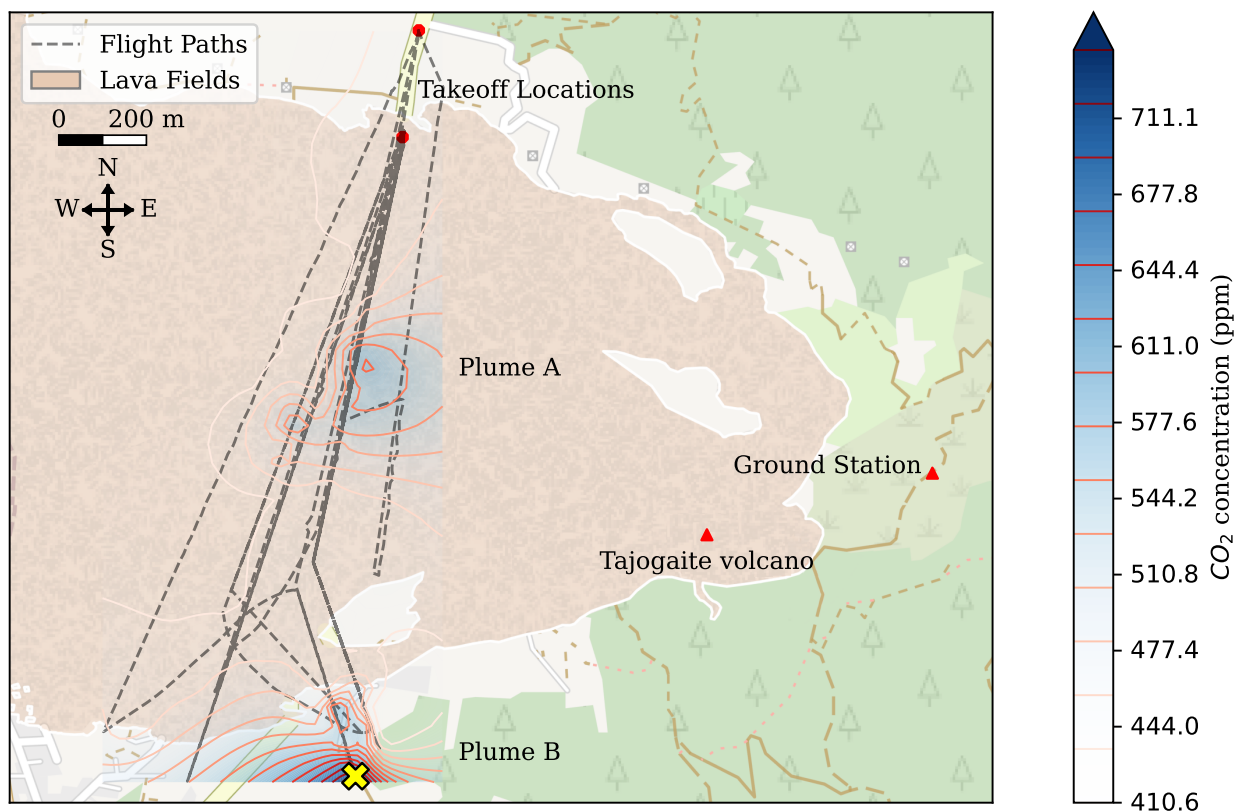 Flight Paths
Lava Fields
0 200 m
N
W E
S
Takeoff Locations
Plume A
Ground Station
Tajogaite volcano
Plume B
711.1
677.8
644.4
611.0
577.6
544.2
510.8
477.4
444.0
410.6
CO₂ concentration (ppm)